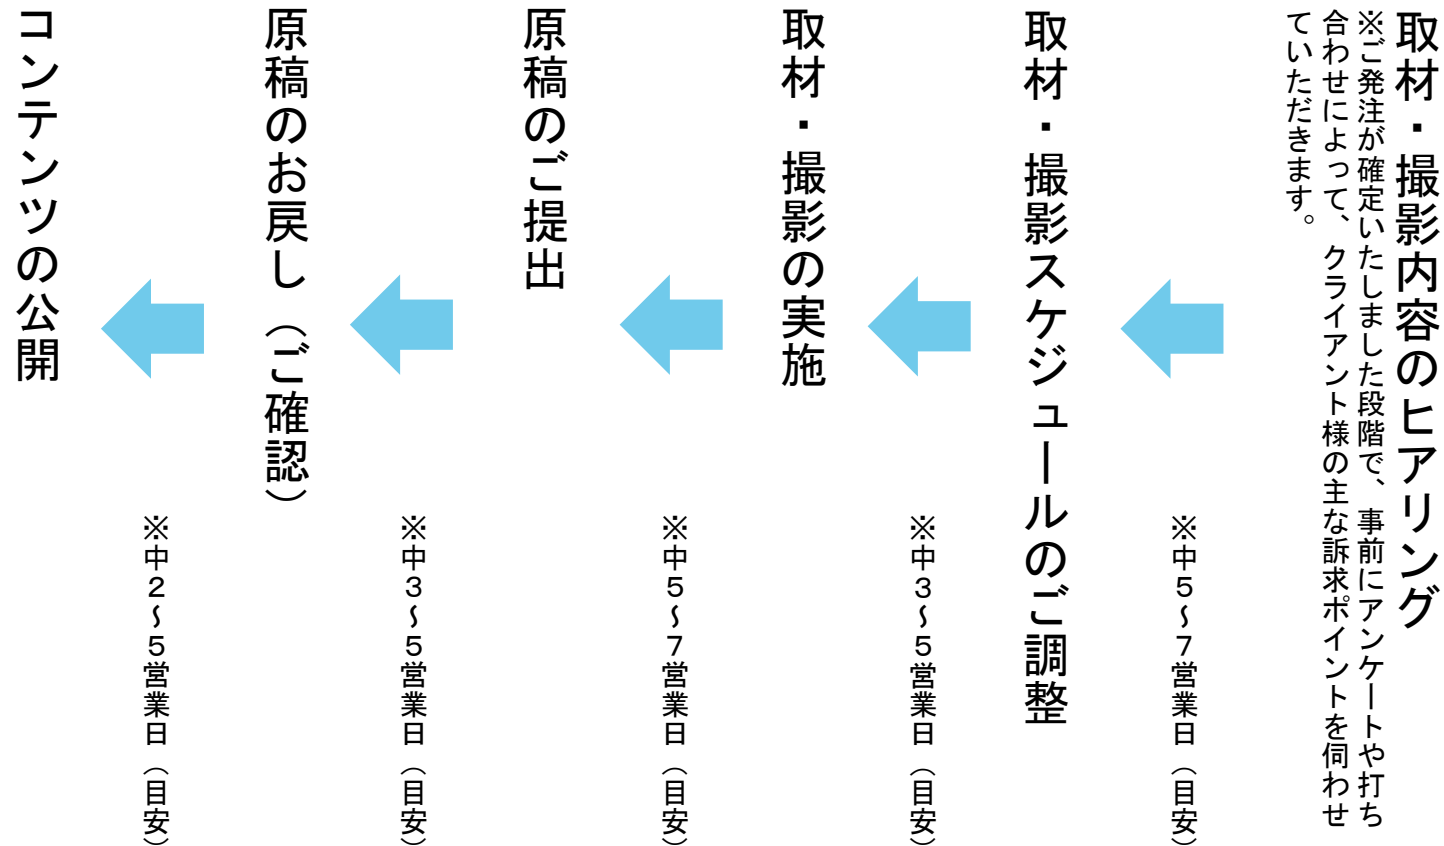 取材・撮影内容のヒアリング
※ご発注が確定いたしました段階で、事前にアンケートや打ち
合わせによって、クライアント様の主な訴求ポイントを伺わせ
ていただきます。
※中５～７営業日（目安）
取材・撮影スケジュールのご調整
※中３～５営業日（目安）
取材・撮影の実施
※中５～７営業日（目安）
原稿のご提出
※中３～５営業日（目安）
原稿のお戻し（ご確認）
※中２～５営業日（目安）
コンテンツの公開